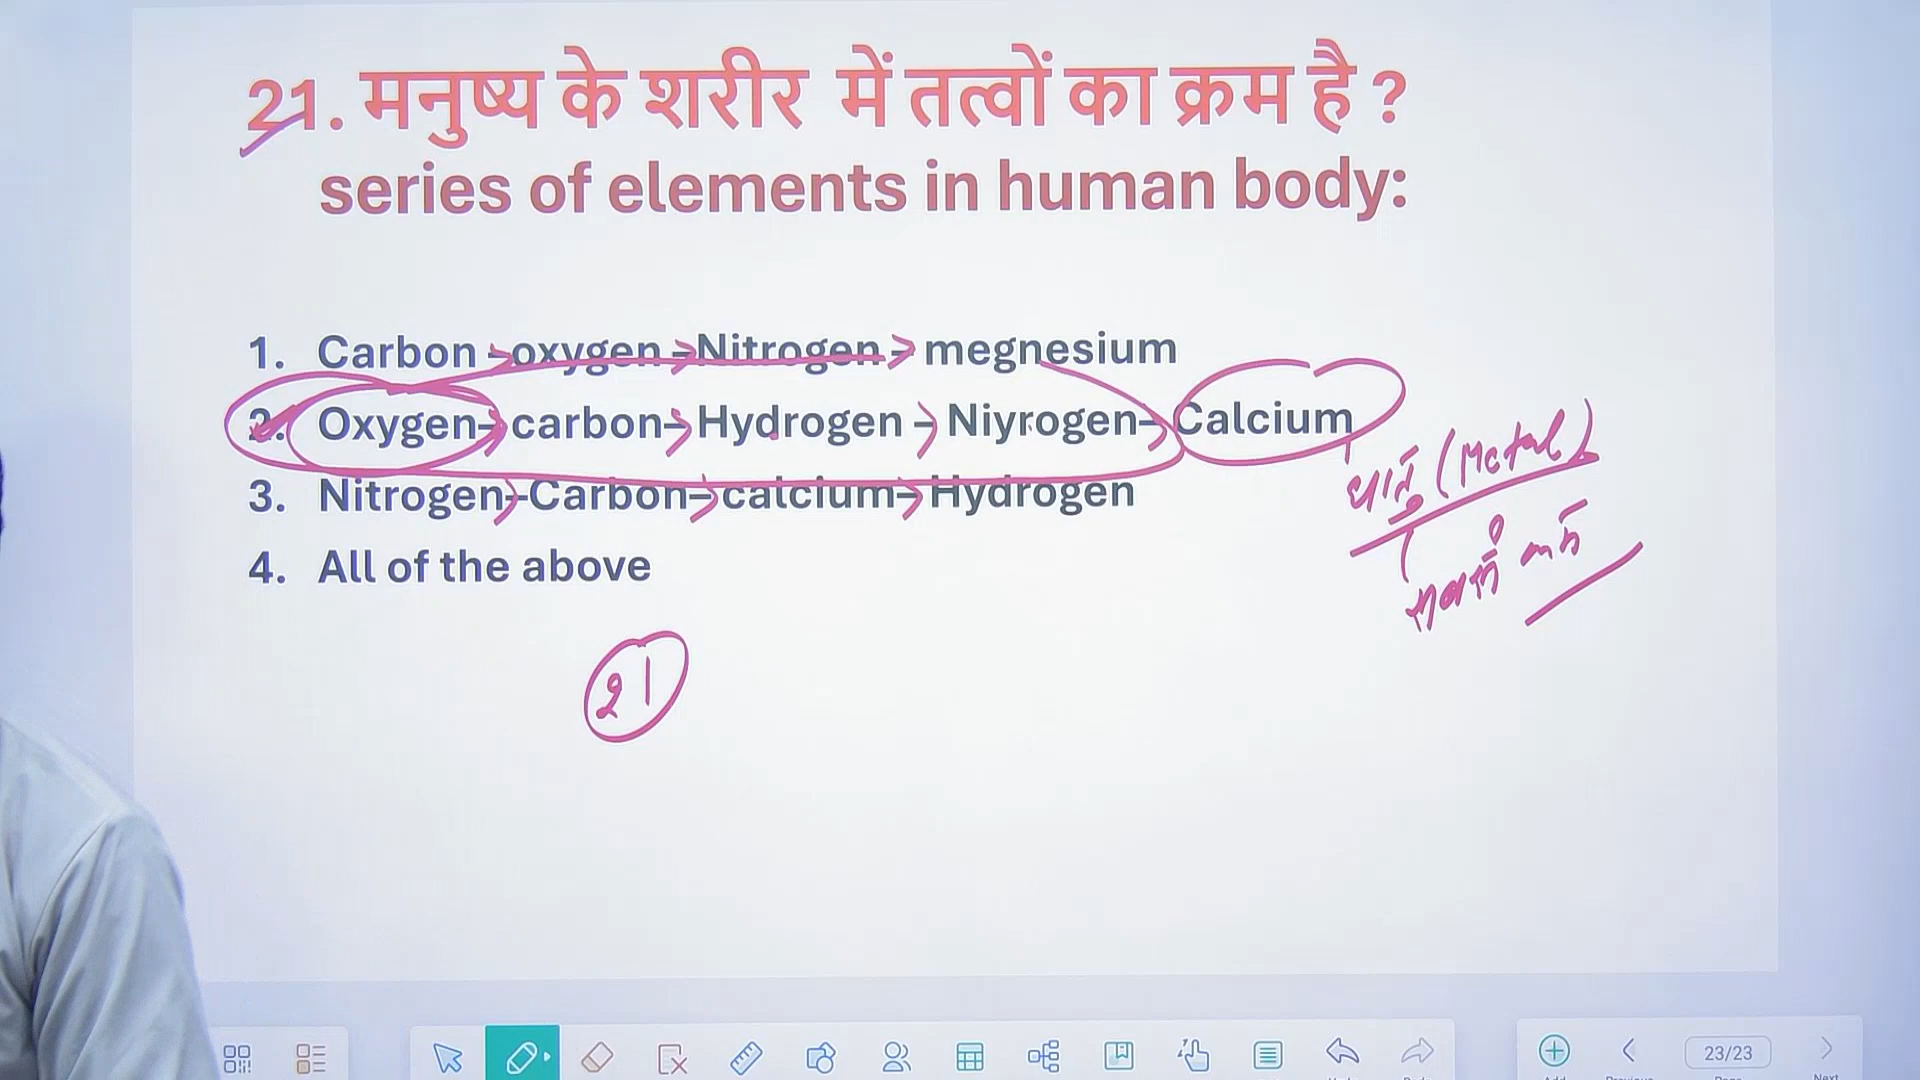 21. मनुष्य के शरीर में तत्वों का क्रम है ?
series of elements in human body:
1. Carbon -oxygen -Nitrogen - megnesium
2. Oxygen- carbon- Hydrogen - Niyrogen- Calcium
धातु (Metal)
3. Nitrogen -Carbon- calcium- Hydrogen
4. All of the above
21
23/23